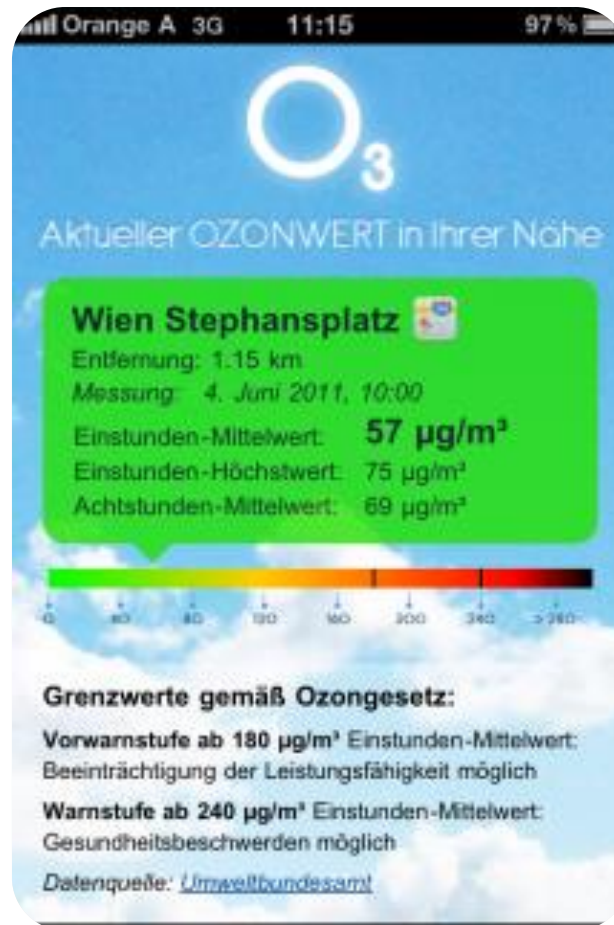 Orange A 3G 11:15 97%
O3
Aktueller OZONWERT in Ihrer Nähe
Wien Stephansplatz
Entfernung: 1.15 km
Messung: 4. Juni 2011, 10:00
Einstunden-Mittelwert: 57 µg/m³
Einstunden-Höchstwert: 75 µg/m³
Achtstunden-Mittelwert: 69 µg/m³
0 40 80 120 160 200 240 > 280
Grenzwerte gemäß Ozongesetz:
Vorwarnstufe ab 180 µg/m³ Einstunden-Mittelwert:
Beeinträchtigung der Leistungsfähigkeit möglich
Warnstufe ab 240 µg/m³ Einstunden-Mittelwert:
Gesundheitsbeschwerden möglich
Datenquelle: Umweltbundesamt